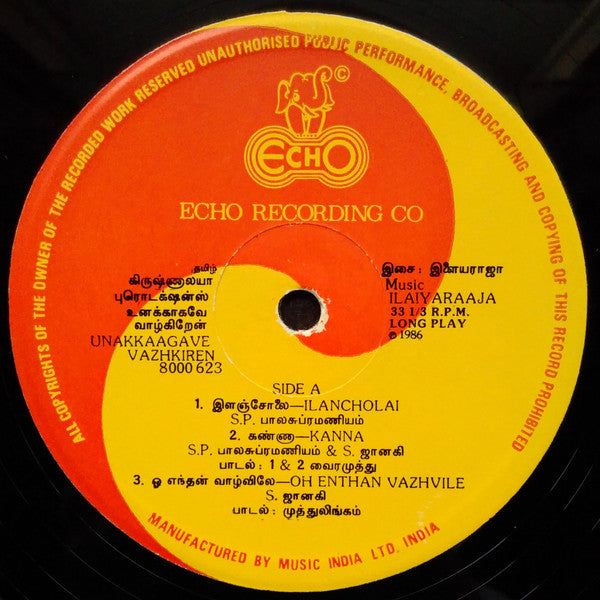 ALL COPYRIGHTS OF THE OWNER OF THE RECORDED WORK RESERVED UNAUTHORISED PUBLIC PERFORMANCE, BROADCASTING AND COPYING OF THIS RECORD PROHIBITED
©
ECHO
ECHO RECORDING CO
தமிழ்
கிருஷ்ணாலயா
புரொடக்ஷன்ஸ்
உனக்காகவே
வாழ்கிறேன்
UNAKKAAGAVE
VAZHKIREN
8000 623
இசை : இளையராஜா
Music
ILAIYARAAJA
33 1/3 R.P.M.
LONG PLAY
℗ 1986
SIDE A
1. இளஞ்சோலை—ILANCHOLAI
S.P. பாலசுப்ரமணியம்
2. கண்ணா—KANNA
S.P. பாலசுப்ரமணியம் & S. ஜானகி
பாடல் : 1 & 2 வைரமுத்து
3. ஓ எந்தன் வாழ்விலே—OH ENTHAN VAZHVILE
S. ஜானகி
பாடல் : முத்துலிங்கம்
MANUFACTURED BY MUSIC INDIA LTD. INDIA